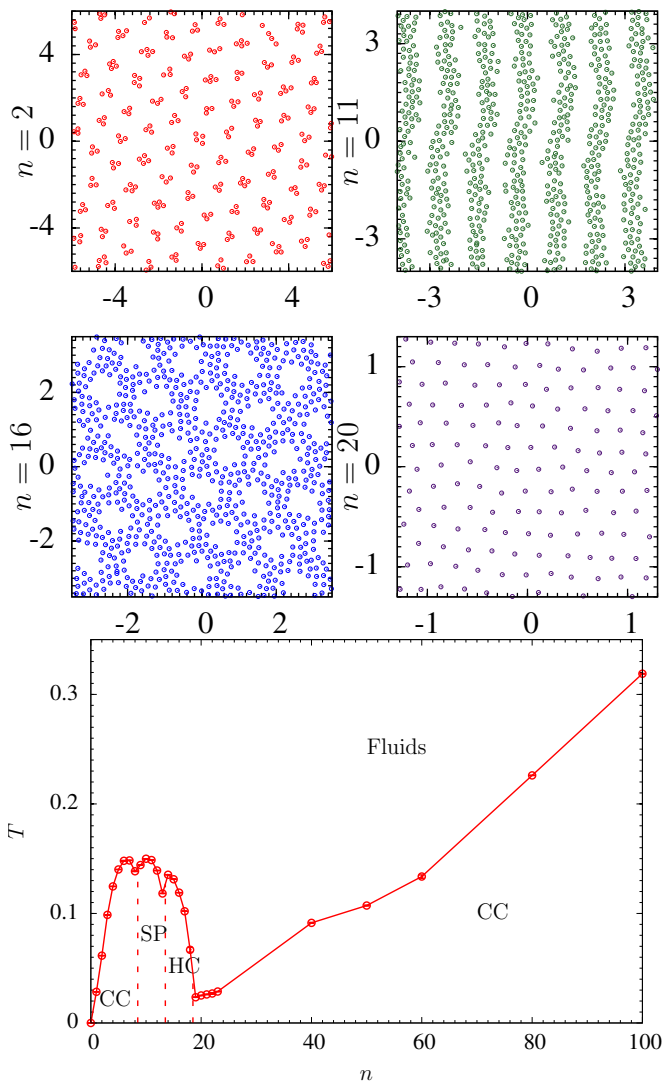 n = 2
4
0
-4
-4 0 4
n = 11
3
0
-3
-3 0 3
n = 16
2
0
-2
-2 0 2
n = 20
1
0
-1
-1 0 1
T
0.3
0.2
0.1
0
Fluids
CC
SP
HC
CC
0 20 40 60 80 100
n